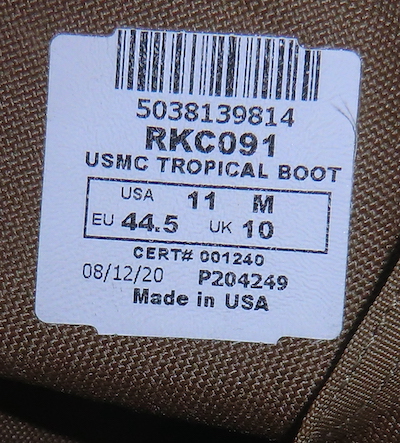 5038139814
RKC091
USMC TROPICAL BOOT
USA 11 M
EU 44.5 UK 10
CERT# 001240
08/12/20 P204249
Made in USA